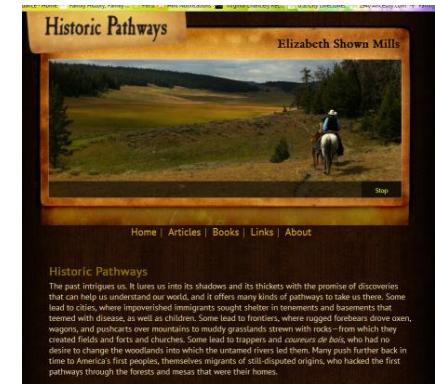 Historic Pathways
Elizabeth Shown Mills
Stop
Home | Articles | Books | Links | About
Historic Pathways
The past intrigues us. It lures us into its shadows and its thickets with the promise of discoveries
that can help us understand our world, and it offers many kinds of pathways to take us there. Some
lead to cities, where impoverished immigrants sought shelter in tenements and basements that
teemed with disease, as well as children. Some lead to frontiers, where rugged forebears drove oxen,
wagons, and pushcarts over mountains to muddy grasslands strewn with rocks—from which they
created fields and forts and churches. Some lead to trappers and coureurs de bois, who had no
desire to change the woodlands into which the untamed rivers led them. Many push further back in
time to America's first peoples, themselves migrants of still-disputed origins, who hacked the first
pathways through the forests and mesas that were their homes.